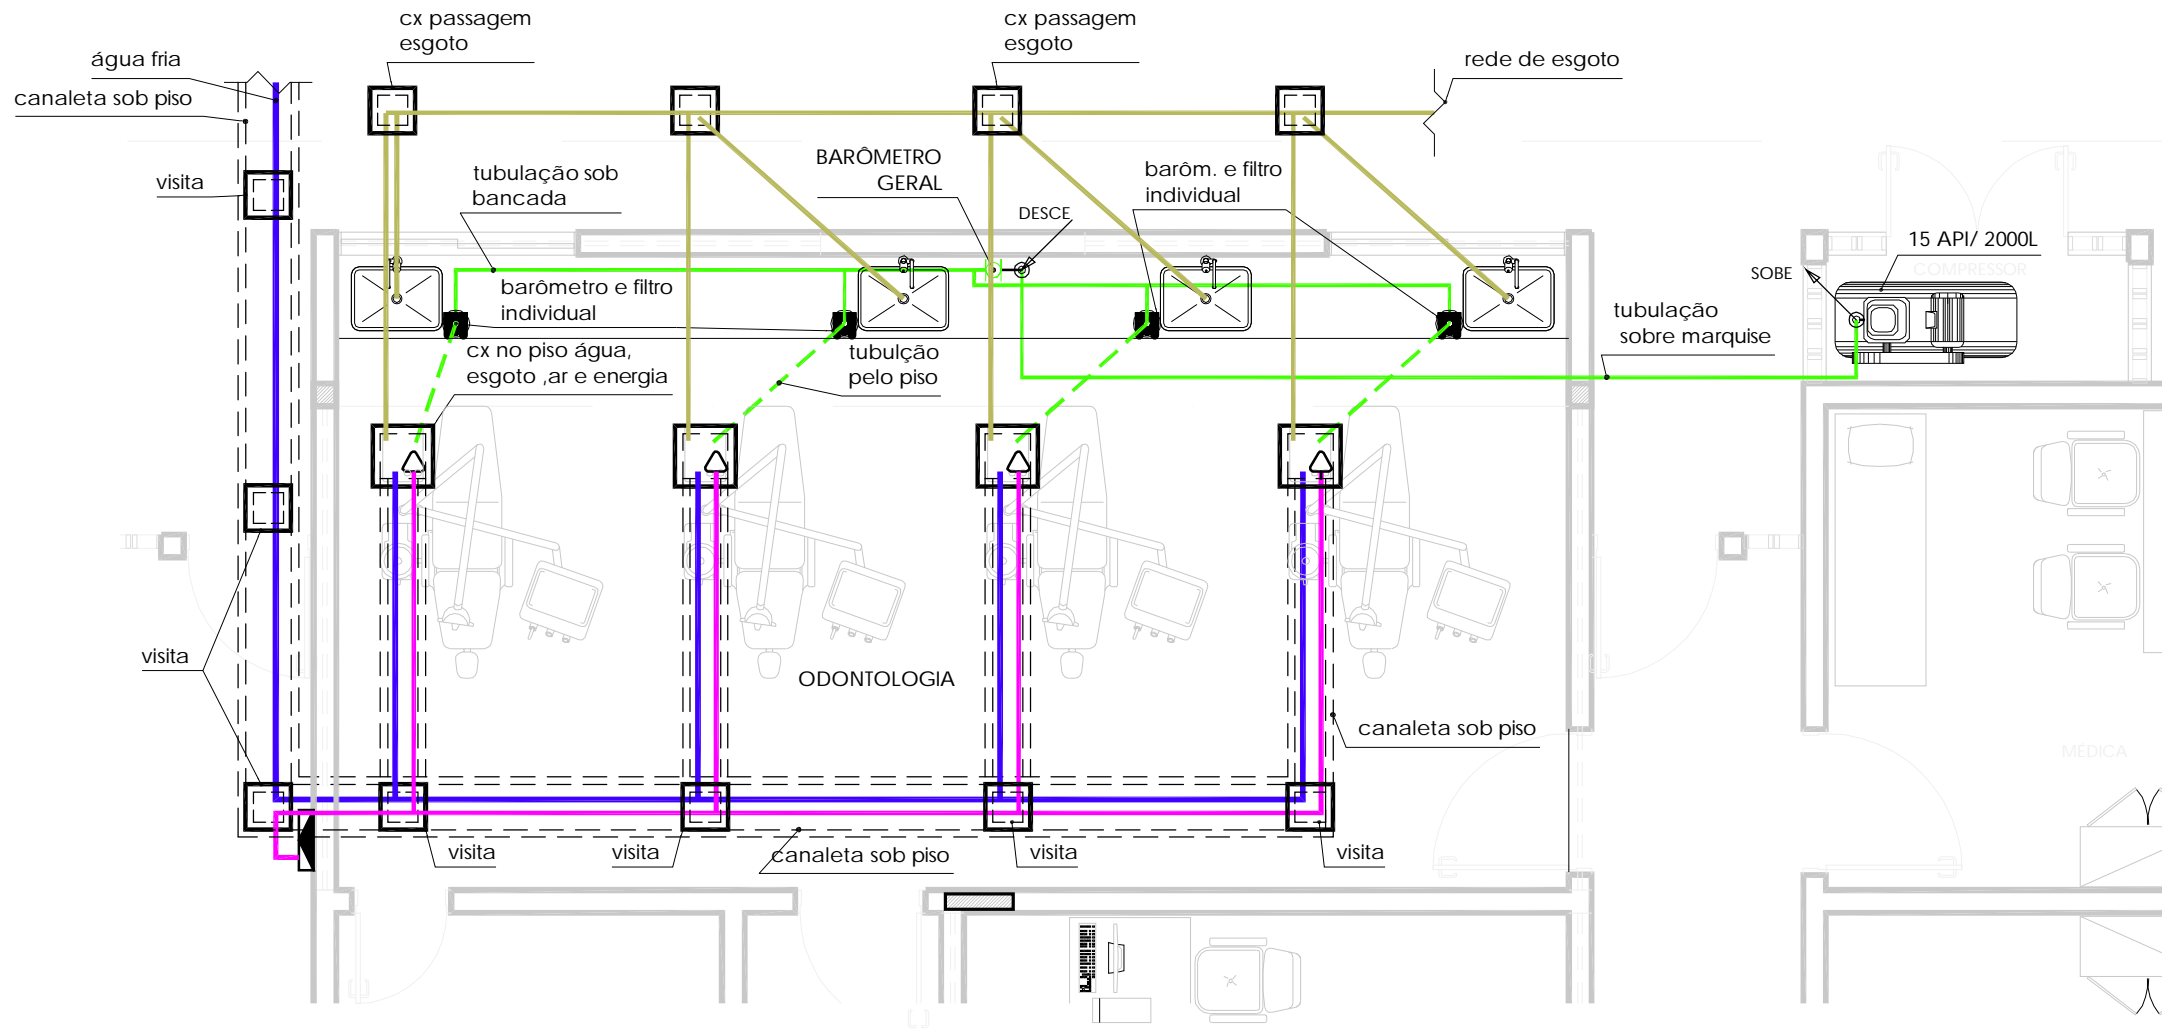 cx passagem
esgoto
cx passagem
esgoto
água fria
rede de esgoto
canaleta sob piso
visita
tubulação sob
bancada
BARÔMETRO
GERAL
barôm. e filtro
individual
DESCE
15 API/ 2000L
COMPRESSOR
SOBE
barômetro e filtro
individual
tubulação
sobre marquise
cx no piso água,
esgoto ,ar e energia
tubulção
pelo piso
visita
ODONTOLOGIA
canaleta sob piso
MEDICA
visita
visita
canaleta sob piso
visita
visita